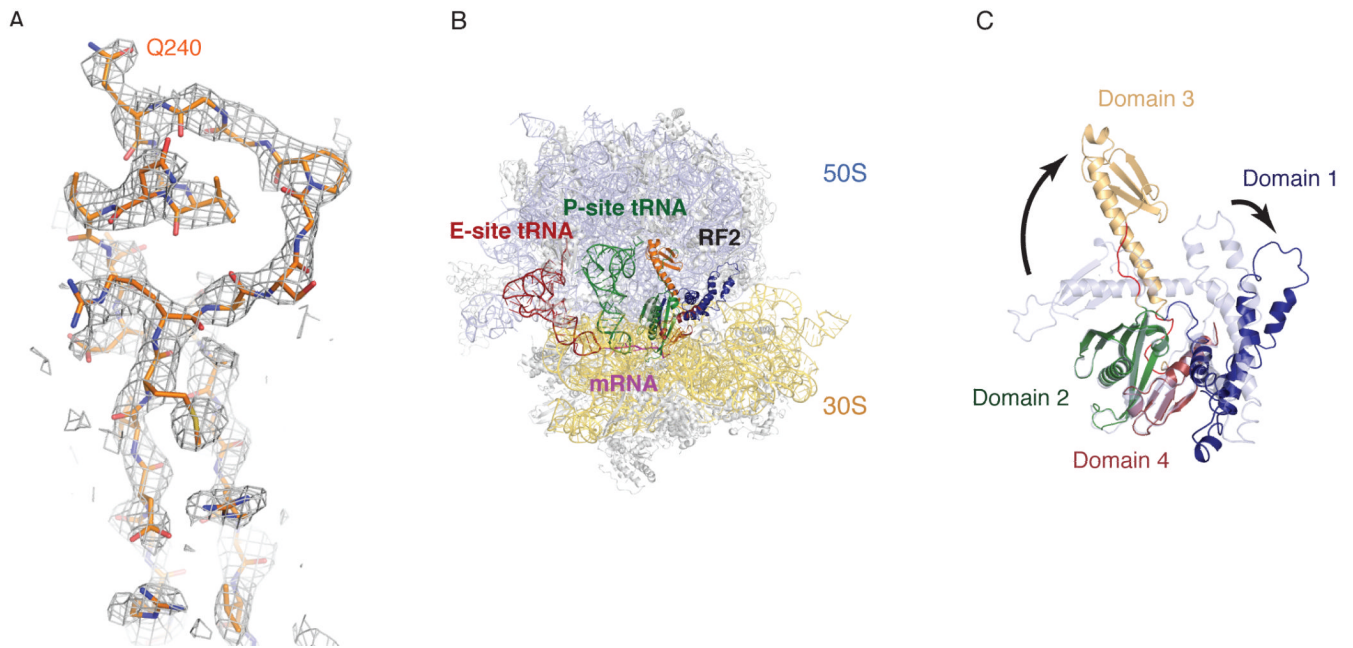 A
Q240
B
50S
P-site tRNA
E-site tRNA
RF2
mRNA
30S
C
Domain 3
Domain 1
Domain 2
Domain 4